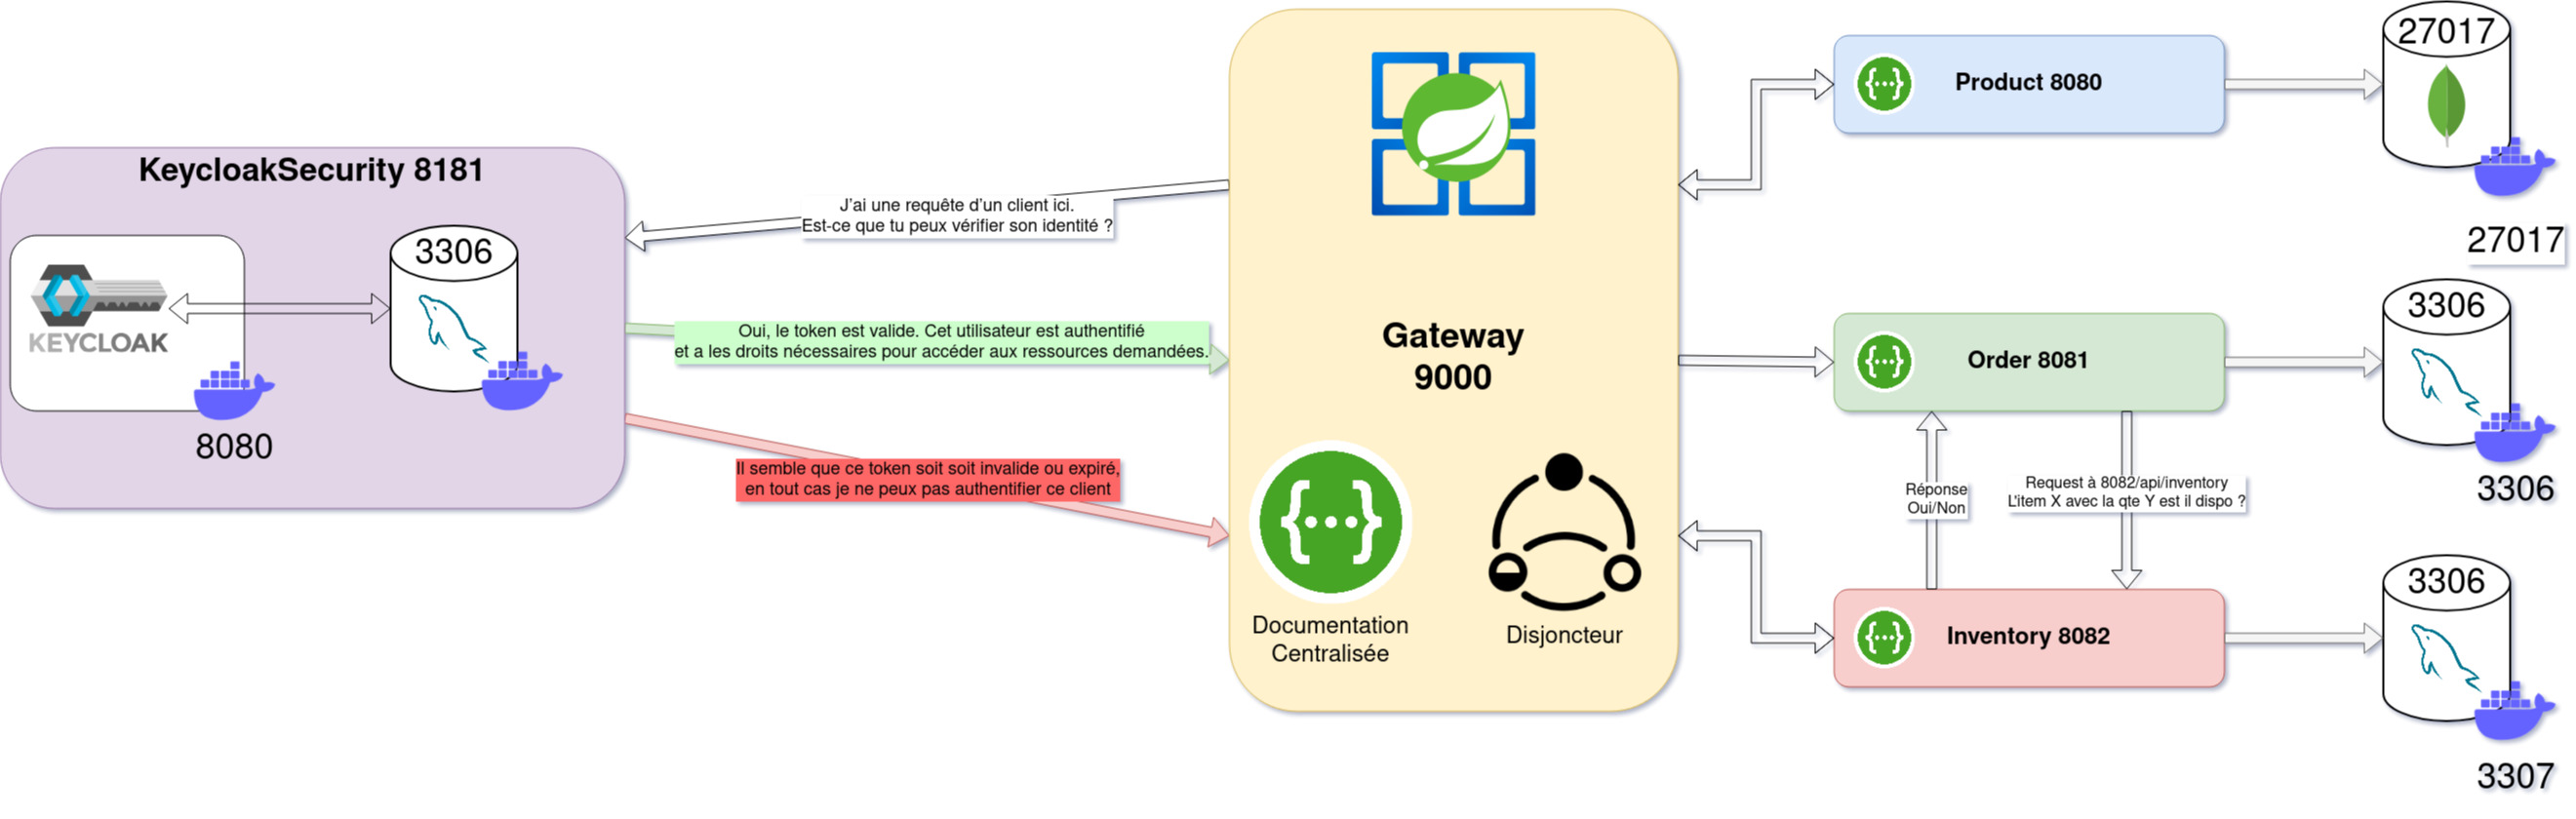 KeycloakSecurity 8181
KEYCLOAK
8080
3306
J'ai une requête d'un client ici.
Est-ce que tu peux vérifier son identité ?
Oui, le token est valide. Cet utilisateur est authentifié
et a les droits nécessaires pour accéder aux ressources demandées.
Il semble que ce token soit soit invalide ou expiré,
en tout cas je ne peux pas authentifier ce client
Gateway
9000
Documentation
Centralisée
Disjoncteur
Product 8080
27017
27017
Order 8081
3306
3306
Réponse
Oui/Non
Request à 8082/api/inventory
L'item X avec la qte Y est il dispo ?
Inventory 8082
3306
3307